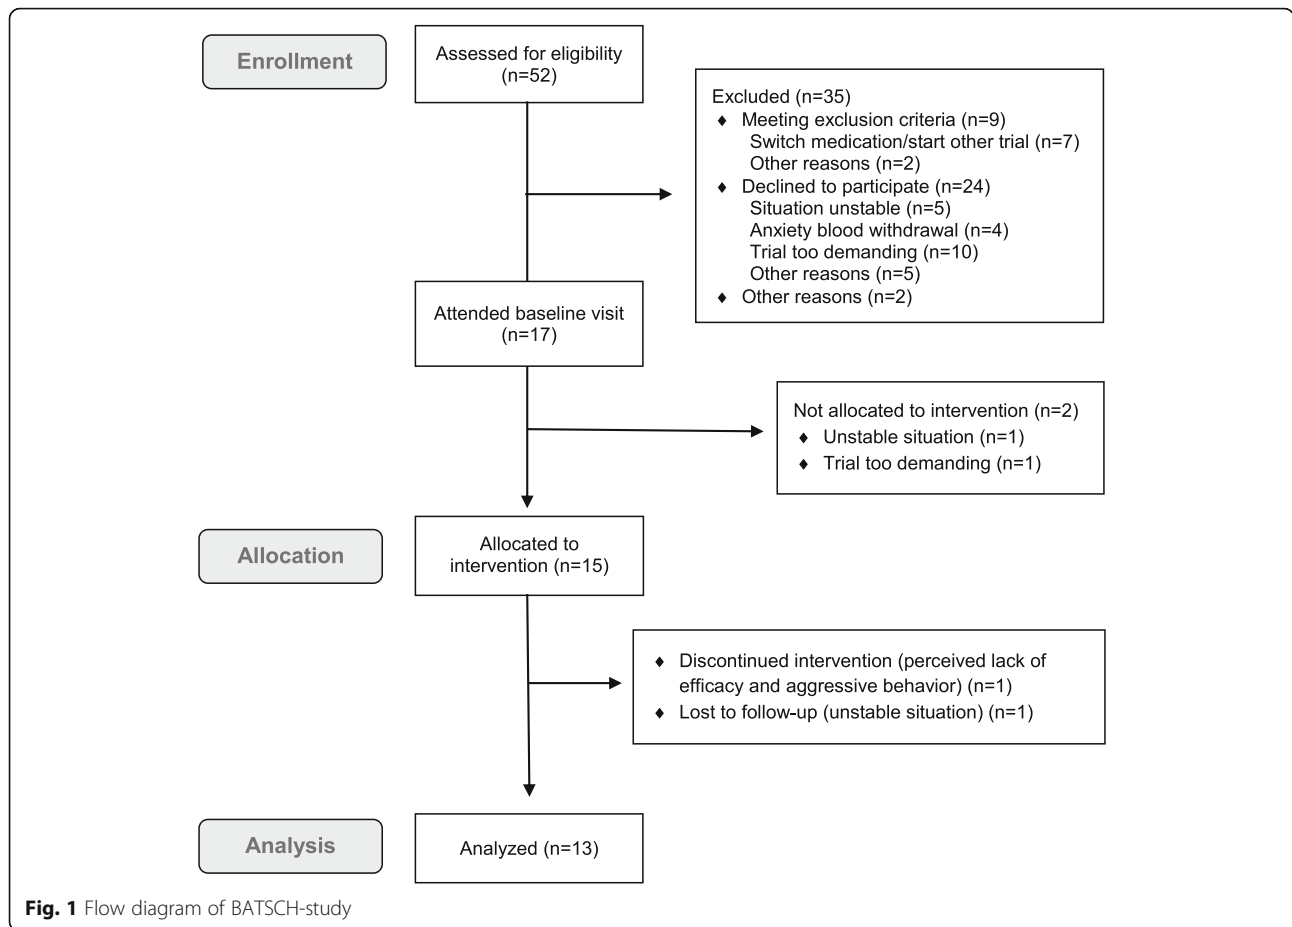 Enrollment
Assessed for eligibility
(n=52)
Excluded (n=35)
♦ Meeting exclusion criteria (n=9)
Switch medication/start other trial (n=7)
Other reasons (n=2)
♦ Declined to participate (n=24)
Situation unstable (n=5)
Anxiety blood withdrawal (n=4)
Trial too demanding (n=10)
Other reasons (n=5)
♦ Other reasons (n=2)
Attended baseline visit
(n=17)
Not allocated to intervention (n=2)
♦ Unstable situation (n=1)
♦ Trial too demanding (n=1)
Allocation
Allocated to
intervention (n=15)
♦ Discontinued intervention (perceived lack of
efficacy and aggressive behavior) (n=1)
♦ Lost to follow-up (unstable situation) (n=1)
Analysis
Analyzed (n=13)
Fig. 1 Flow diagram of BATSCH-study